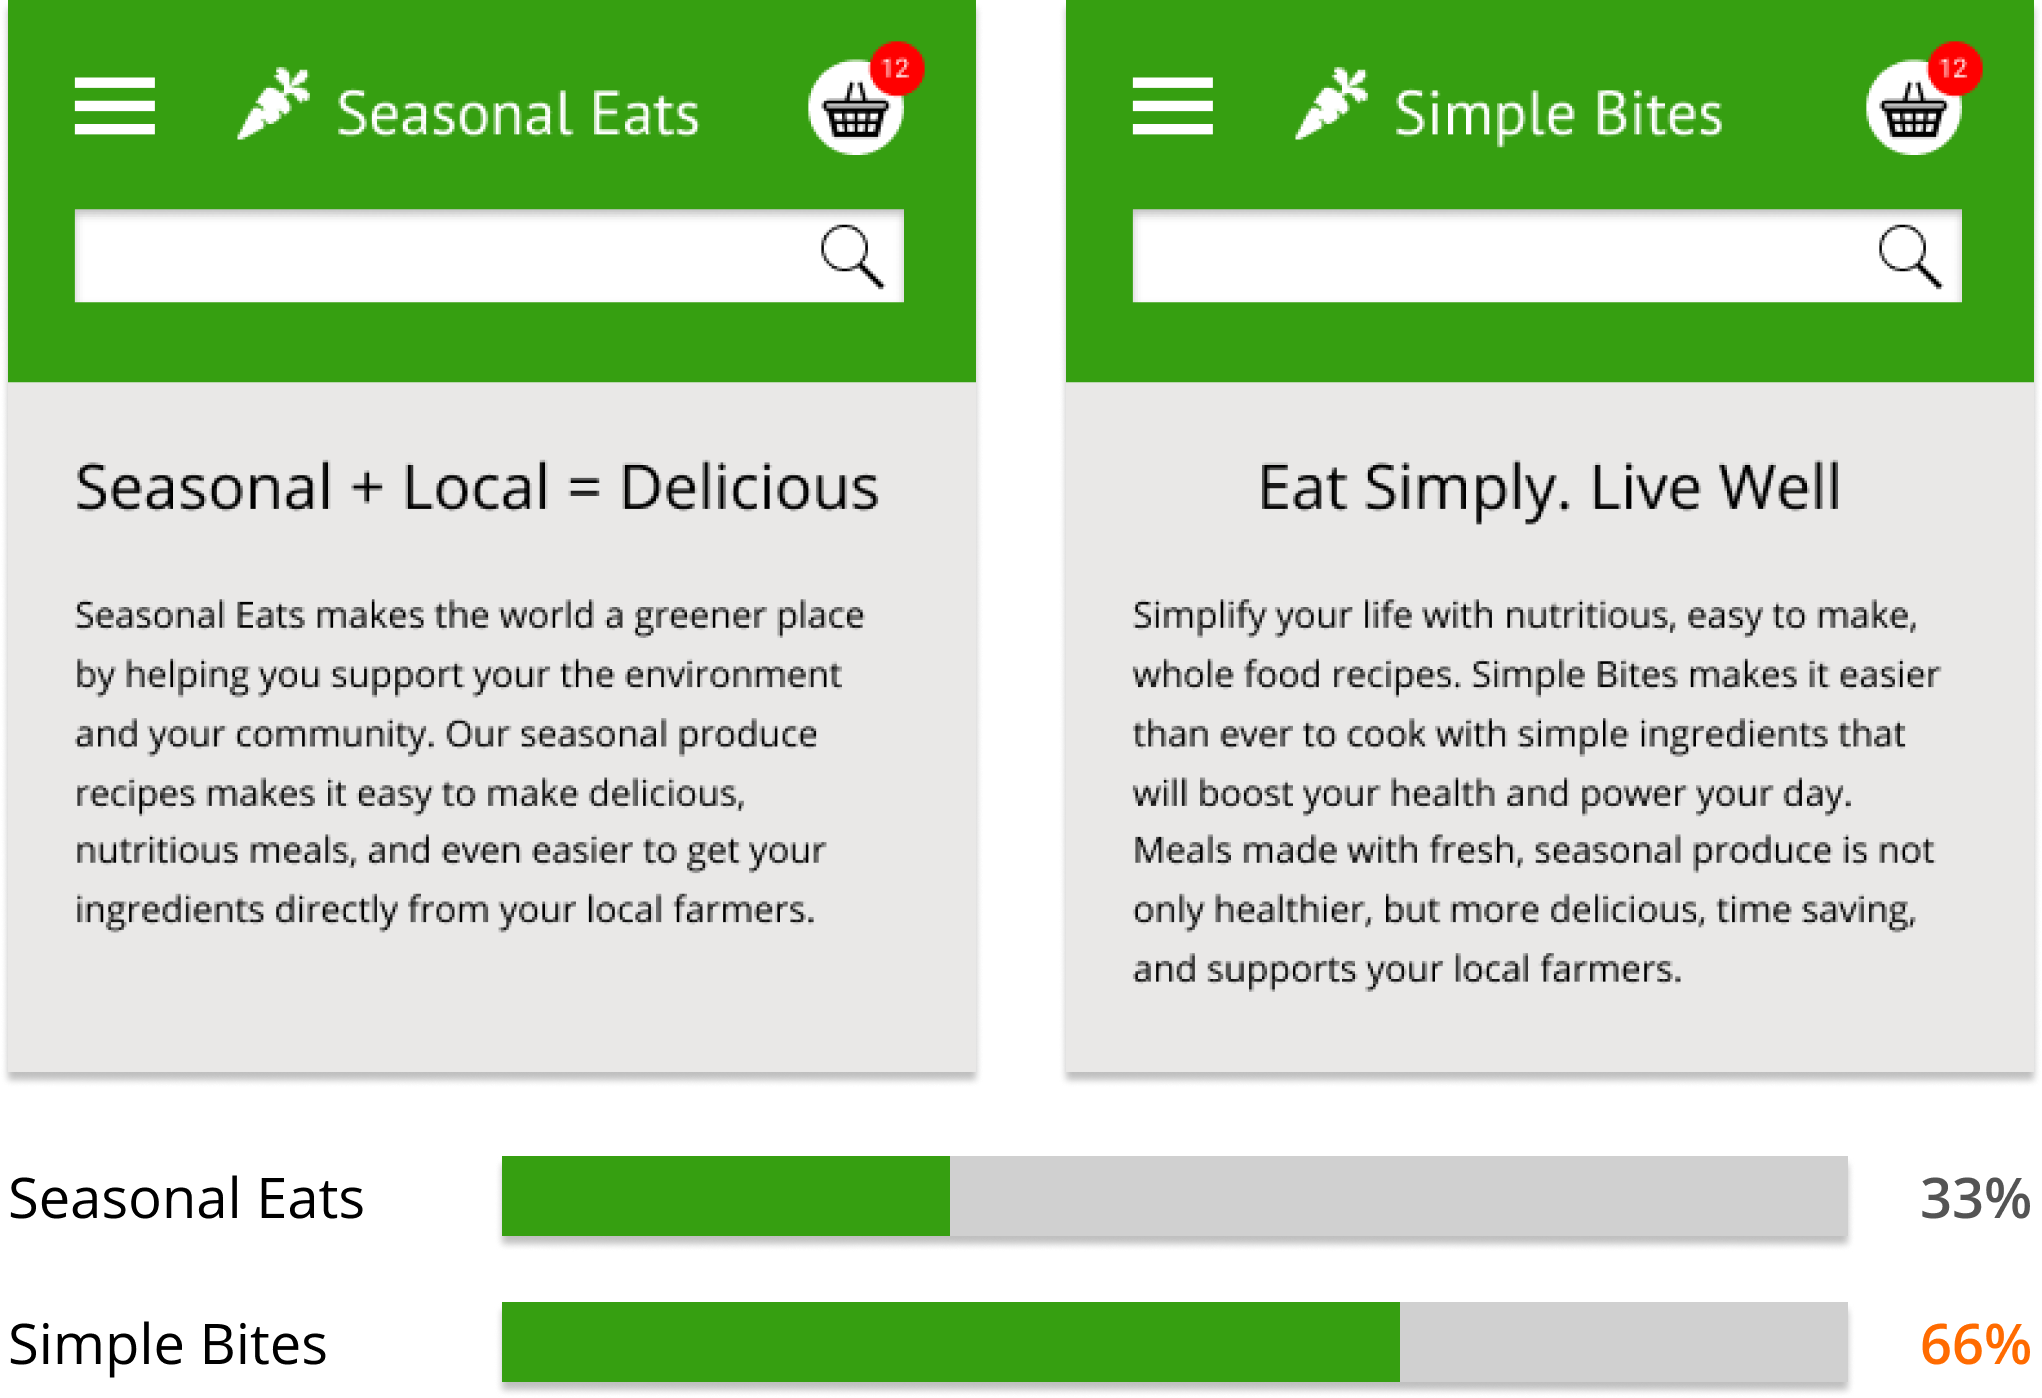 Seasonal Eats
12
Seasonal + Local = Delicious
Seasonal Eats makes the world a greener place
by helping you support your the environment
and your community. Our seasonal produce
recipes makes it easy to make delicious,
nutritious meals, and even easier to get your
ingredients directly from your local farmers.
Simple Bites
12
Eat Simply. Live Well
Simplify your life with nutritious, easy to make,
whole food recipes. Simple Bites makes it easier
than ever to cook with simple ingredients that
will boost your health and power your day.
Meals made with fresh, seasonal produce is not
only healthier, but more delicious, time saving,
and supports your local farmers.
Seasonal Eats 33%
Simple Bites 66%